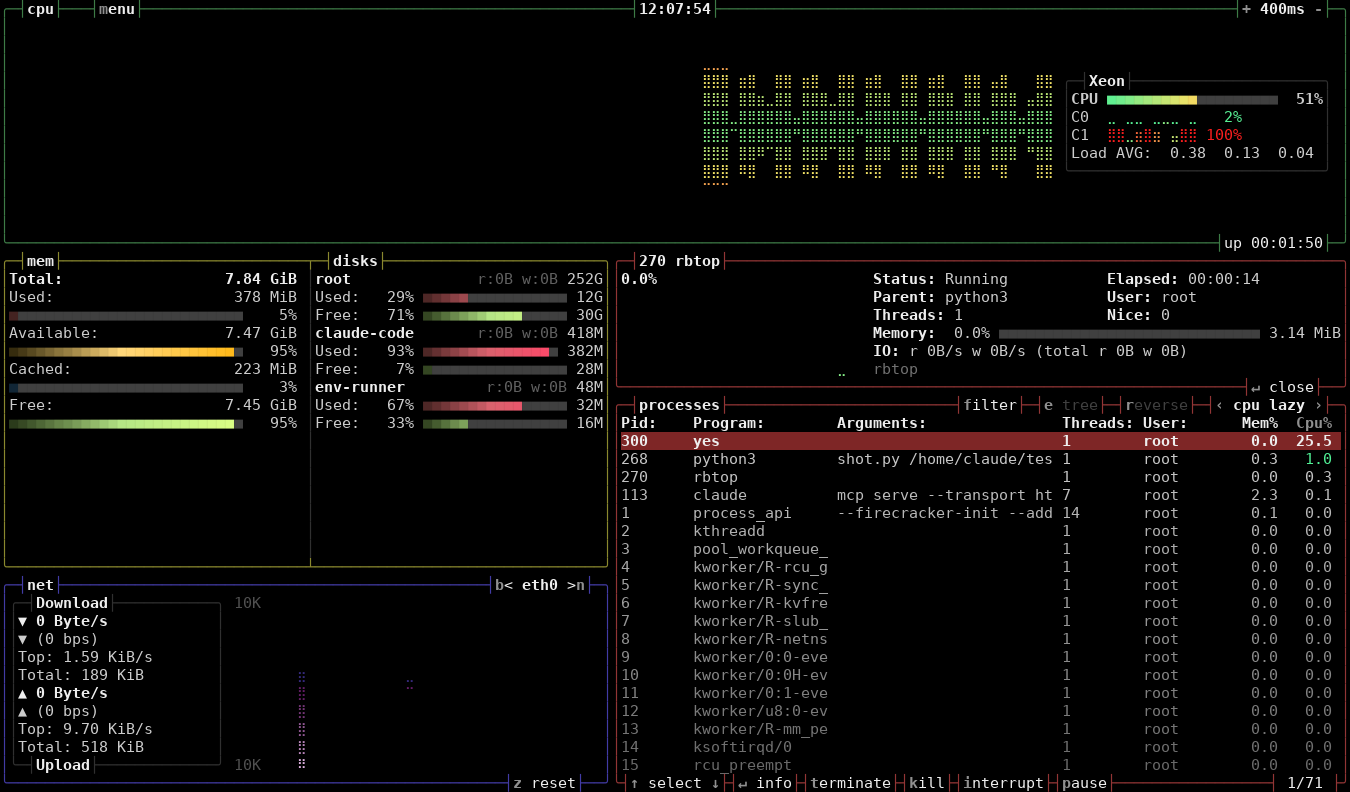 cpu menu 12:07:54 + 400ms -
Xeon
CPU 51%
C0 2%
C1 100%
Load AVG: 0.38 0.13 0.04
up 00:01:50
mem
Total: 7.84 GiB
Used: 378 MiB
5%
Available: 7.47 GiB
95%
Cached: 223 MiB
3%
Free: 7.45 GiB
95%
disks
root r:0B w:0B 252G
Used: 29% 12G
Free: 71% 30G
claude-code r:0B w:0B 418M
Used: 93% 382M
Free: 7% 28M
env-runner r:0B w:0B 48M
Used: 67% 32M
Free: 33% 16M
net b< eth0 >n
Download
10K
▼ 0 Byte/s
▼ (0 bps)
Top: 1.59 KiB/s
Total: 189 KiB
▲ 0 Byte/s
▲ (0 bps)
Top: 9.70 KiB/s
Total: 518 KiB
Upload
10K
z reset
270 rbtop
0.0%
Status: Running Elapsed: 00:00:14
Parent: python3 User: root
Threads: 1 Nice: 0
Memory: 0.0% 3.14 MiB
IO: r 0B/s w 0B/s (total r 0B w 0B)
rbtop
↵ close
processes filter e tree reverse ‹ cpu lazy ›
Pid: Program: Arguments: Threads: User: Mem% Cpu%
300 yes 1 root 0.0 25.5
268 python3 shot.py /home/claude/tes 1 root 0.3 1.0
270 rbtop 1 root 0.0 0.3
113 claude mcp serve --transport ht 7 root 2.3 0.1
1 process_api --firecracker-init --add 14 root 0.1 0.0
2 kthreadd 1 root 0.0 0.0
3 pool_workqueue_ 1 root 0.0 0.0
4 kworker/R-rcu_g 1 root 0.0 0.0
5 kworker/R-sync_ 1 root 0.0 0.0
6 kworker/R-kvfre 1 root 0.0 0.0
7 kworker/R-slub_ 1 root 0.0 0.0
8 kworker/R-netns 1 root 0.0 0.0
9 kworker/0:0-eve 1 root 0.0 0.0
10 kworker/0:0H-ev 1 root 0.0 0.0
11 kworker/0:1-eve 1 root 0.0 0.0
12 kworker/u8:0-ev 1 root 0.0 0.0
13 kworker/R-mm_pe 1 root 0.0 0.0
14 ksoftirqd/0 1 root 0.0 0.0
15 rcu_preempt 1 root 0.0 0.0
↑ select ↓ ↵ info terminate kill interrupt pause 1/71